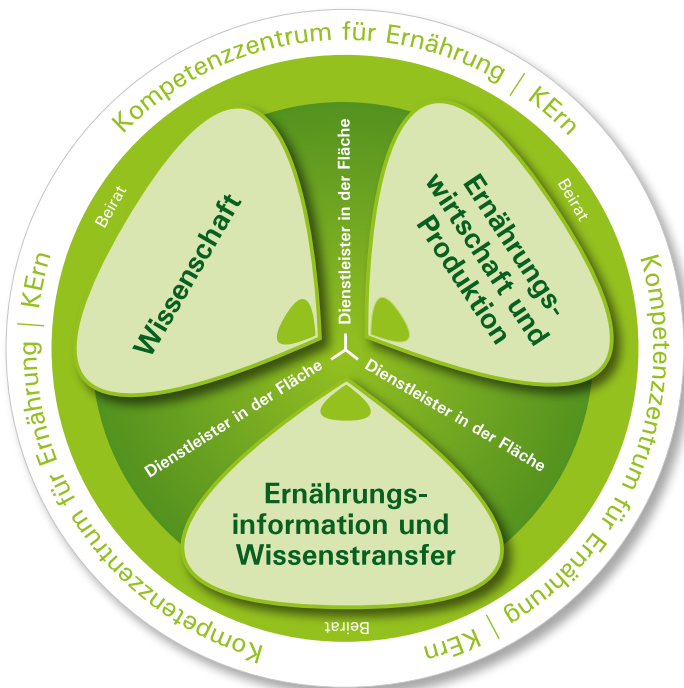 Kompetenzzentrum für Ernährung | KErn
Kompetenzzentrum für Ernährung | KErn
Kompetenzzentrum für Ernährung | KErn
Beirat
Beirat
Beirat
Wissenschaft
Ernährungs-
wirtschaft und
Produktion
Dienstleister in der Fläche
Dienstleister in der Fläche
Dienstleister in der Fläche
Ernährungs-
information und
Wissenstransfer